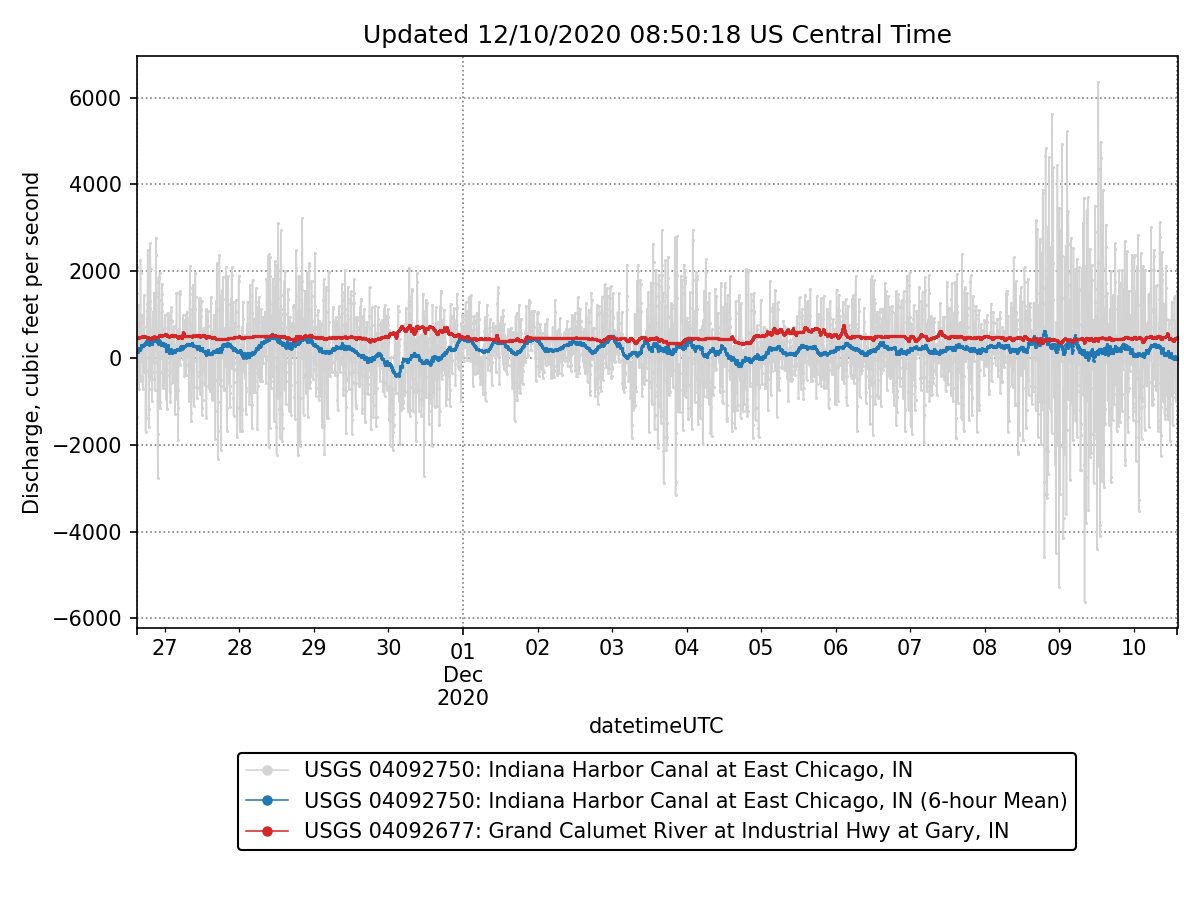 Updated 12/10/2020 08:50:18 US Central Time
Discharge, cubic feet per second
6000
4000
2000
0
−2000
−4000
−6000
27 28 29 30 01 02 03 04 05 06 07 08 09 10
Dec
2020
datetimeUTC
USGS 04092750: Indiana Harbor Canal at East Chicago, IN
USGS 04092750: Indiana Harbor Canal at East Chicago, IN (6-hour Mean)
USGS 04092677: Grand Calumet River at Industrial Hwy at Gary, IN